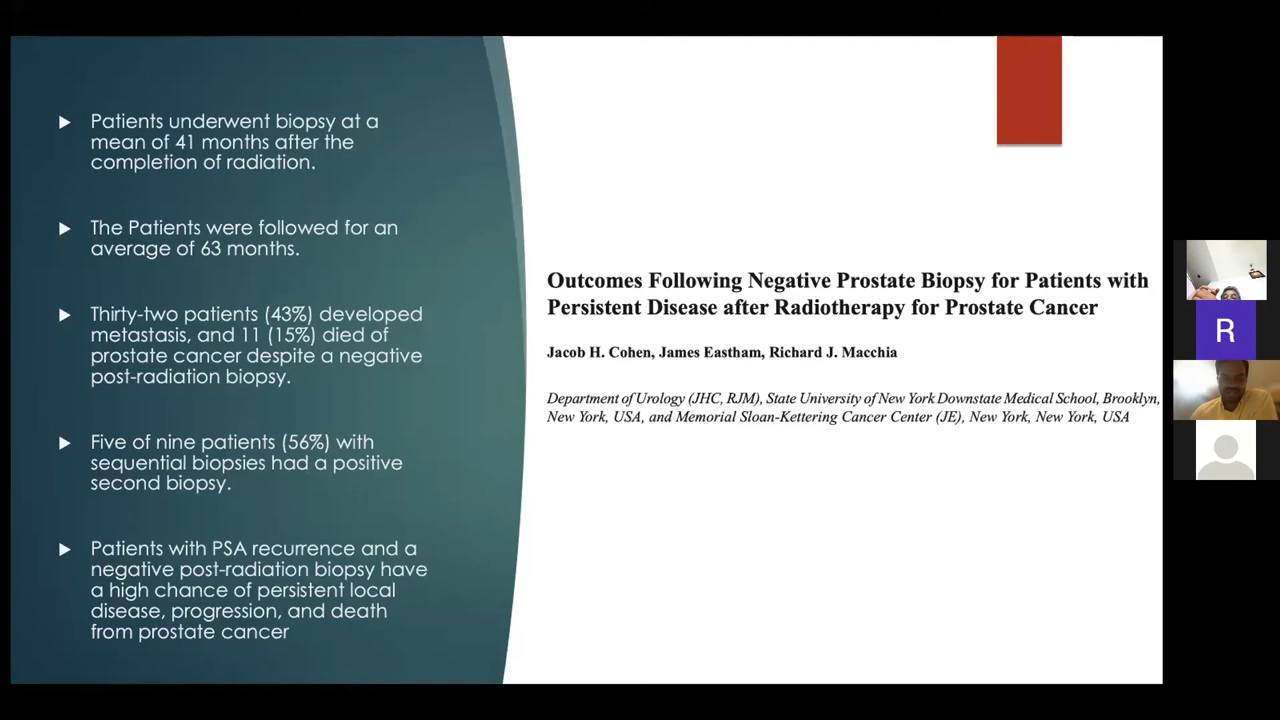 Patients underwent biopsy at a
mean of 41 months after the
completion of radiation.
The Patients were followed for an
average of 63 months.
Thirty-two patients (43%) developed
metastasis, and 11 (15%) died of
prostate cancer despite a negative
post-radiation biopsy.
Five of nine patients (56%) with
sequential biopsies had a positive
second biopsy.
Patients with PSA recurrence and a
negative post-radiation biopsy have
a high chance of persistent local
disease, progression, and death
from prostate cancer
Outcomes Following Negative Prostate Biopsy for Patients with
Persistent Disease after Radiotherapy for Prostate Cancer
Jacob H. Cohen, James Eastham, Richard J. Macchia
Department of Urology (JHC, RJM), State University of New York Downstate Medical School, Brooklyn,
New York, USA, and Memorial Sloan-Kettering Cancer Center (JE), New York, New York, USA
R